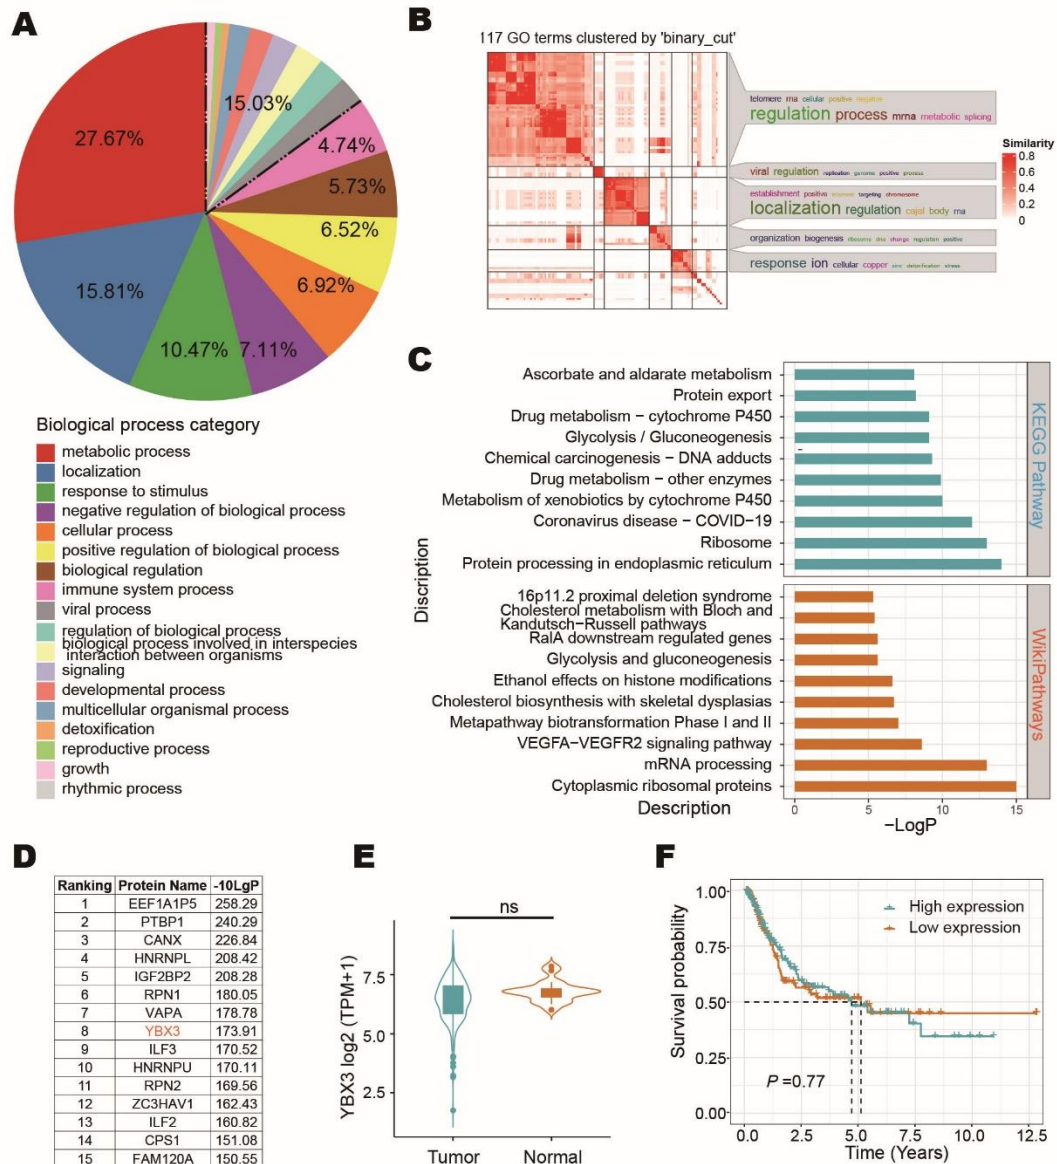 A
27.67%
15.03%
4.74%
5.73%
6.52%
6.92%
7.11%
10.47%
15.81%
Biological process category
metabolic process
localization
response to stimulus
negative regulation of biological process
cellular process
positive regulation of biological process
biological regulation
immune system process
viral process
regulation of biological process
biological process involved in interspecies
interaction between organisms
signaling
developmental process
multicellular organismal process
detoxification
reproductive process
growth
rhythmic process
B
117 GO terms clustered by 'binary_cut'
telomere rna cellular positive negative
regulation process mrna metabolic splicing
viral regulation replication genome positive process
establishment positive telomere targeting chromosome
localization regulation cajal body rna
organization biogenesis ribosome dna change regulation positive
response ion cellular copper zinc detoxification stress
Similarity
0.8
0.6
0.4
0.2
0
C
Discription
Ascorbate and aldarate metabolism
Protein export
Drug metabolism − cytochrome P450
Glycolysis / Gluconeogenesis
Chemical carcinogenesis − DNA adducts
Drug metabolism − other enzymes
Metabolism of xenobiotics by cytochrome P450
Coronavirus disease − COVID−19
Ribosome
Protein processing in endoplasmic reticulum
KEGG Pathway
16p11.2 proximal deletion syndrome
Cholesterol metabolism with Bloch and
Kandutsch−Russell pathways
RalA downstream regulated genes
Glycolysis and gluconeogenesis
Ethanol effects on histone modifications
Cholesterol biosynthesis with skeletal dysplasias
Metapathway biotransformation Phase I and II
VEGFA−VEGFR2 signaling pathway
mRNA processing
Cytoplasmic ribosomal proteins
WikiPathways
Description
0 5 10 15
−LogP
D
Ranking Protein Name -10LgP
1 EEF1A1P5 258.29
2 PTBP1 240.29
3 CANX 226.84
4 HNRNPL 208.42
5 IGF2BP2 208.28
6 RPN1 180.05
7 VAPA 178.78
8 YBX3 173.91
9 ILF3 170.52
10 HNRNPU 170.11
11 RPN2 169.56
12 ZC3HAV1 162.43
13 ILF2 160.82
14 CPS1 151.08
15 FAM120A 150.55
E
ns
YBX3 log2 (TPM+1)
7.5
5.0
2.5
Tumor Normal
F
Survival probability
1.00
0.75
0.50
0.25
0.00
High expression
Low expression
P =0.77
0.0 2.5 5.0 7.5 10.0 12.5
Time (Years)